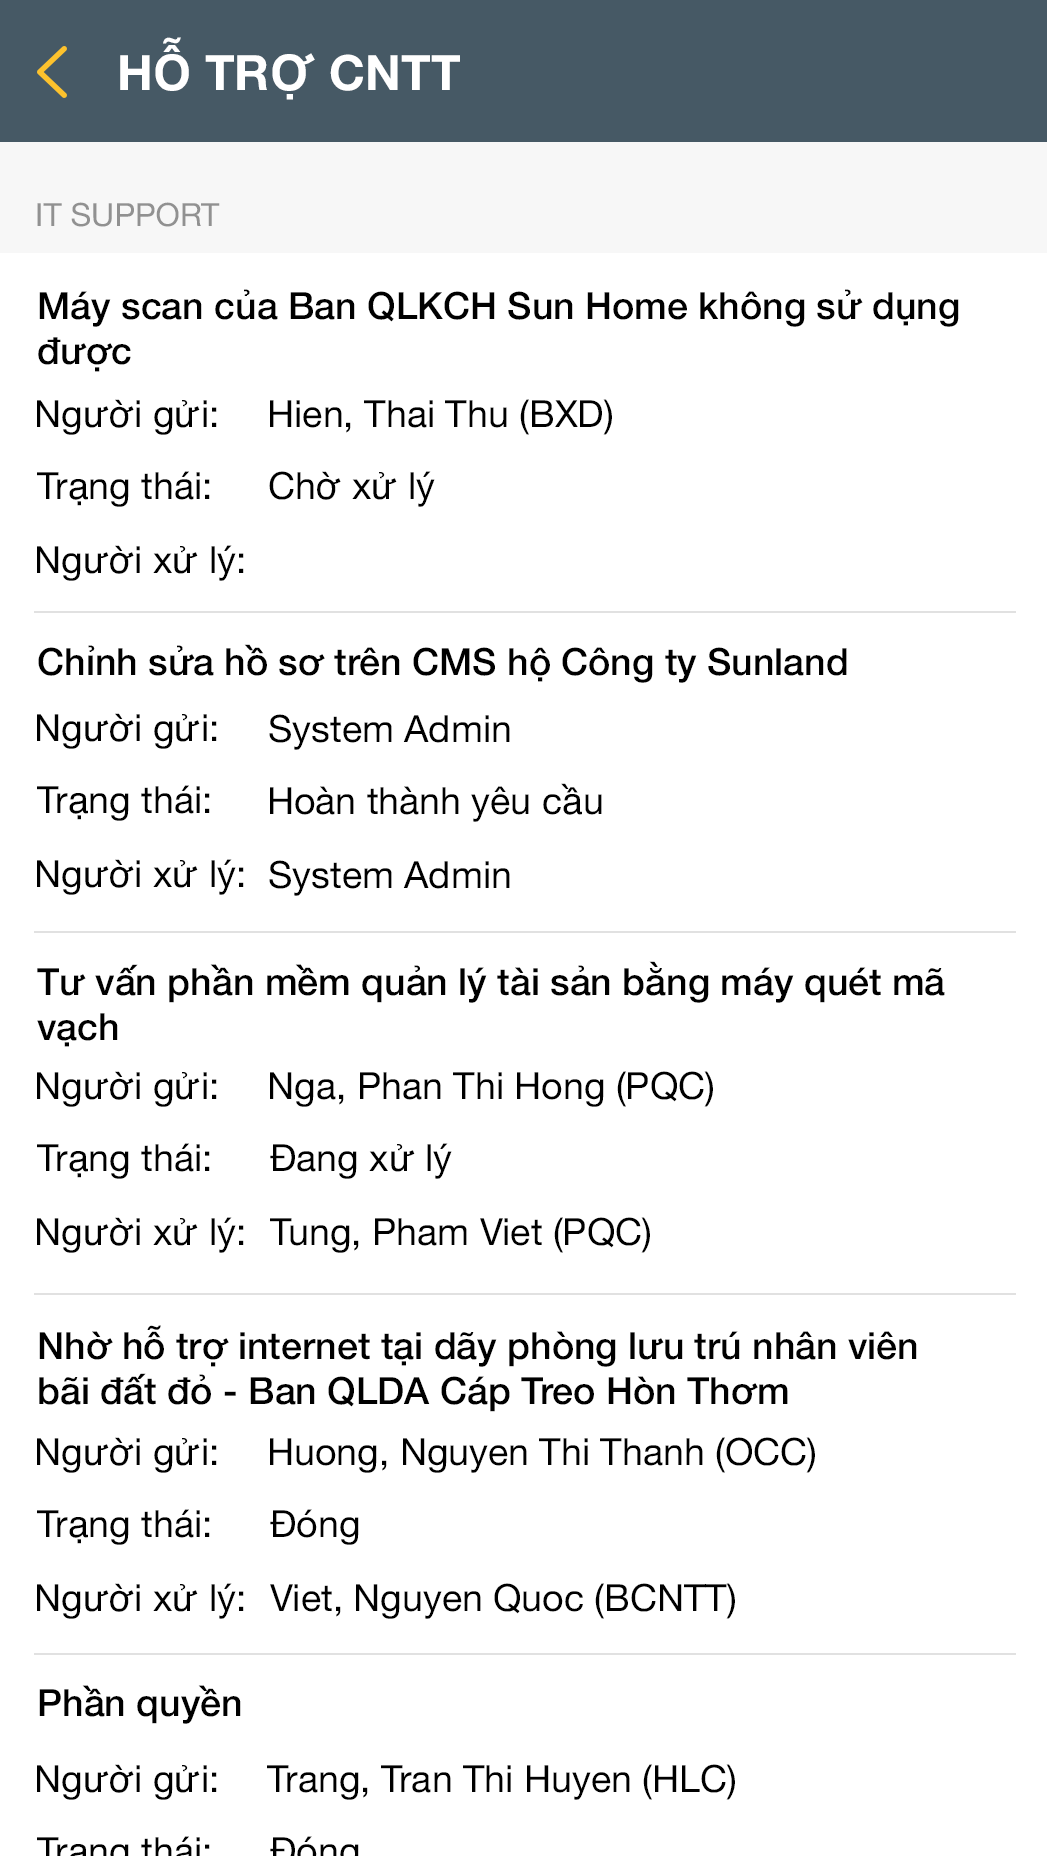 HỖ TRỢ CNTT
IT SUPPORT
Máy scan của Ban QLKCH Sun Home không sử dụng
được
Người gửi: Hien, Thai Thu (BXD)
Trạng thái: Chờ xử lý
Người xử lý:
Chỉnh sửa hồ sơ trên CMS hộ Công ty Sunland
Người gửi: System Admin
Trạng thái: Hoàn thành yêu cầu
Người xử lý: System Admin
Tư vấn phần mềm quản lý tài sản bằng máy quét mã
vạch
Người gửi: Nga, Phan Thi Hong (PQC)
Trạng thái: Đang xử lý
Người xử lý: Tung, Pham Viet (PQC)
Nhờ hỗ trợ internet tại dãy phòng lưu trú nhân viên
bãi đất đỏ - Ban QLDA Cáp Treo Hòn Thơm
Người gửi: Huong, Nguyen Thi Thanh (OCC)
Trạng thái: Đóng
Người xử lý: Viet, Nguyen Quoc (BCNTT)
Phần quyền
Người gửi: Trang, Tran Thi Huyen (HLC)
Trạng thái: Đóng